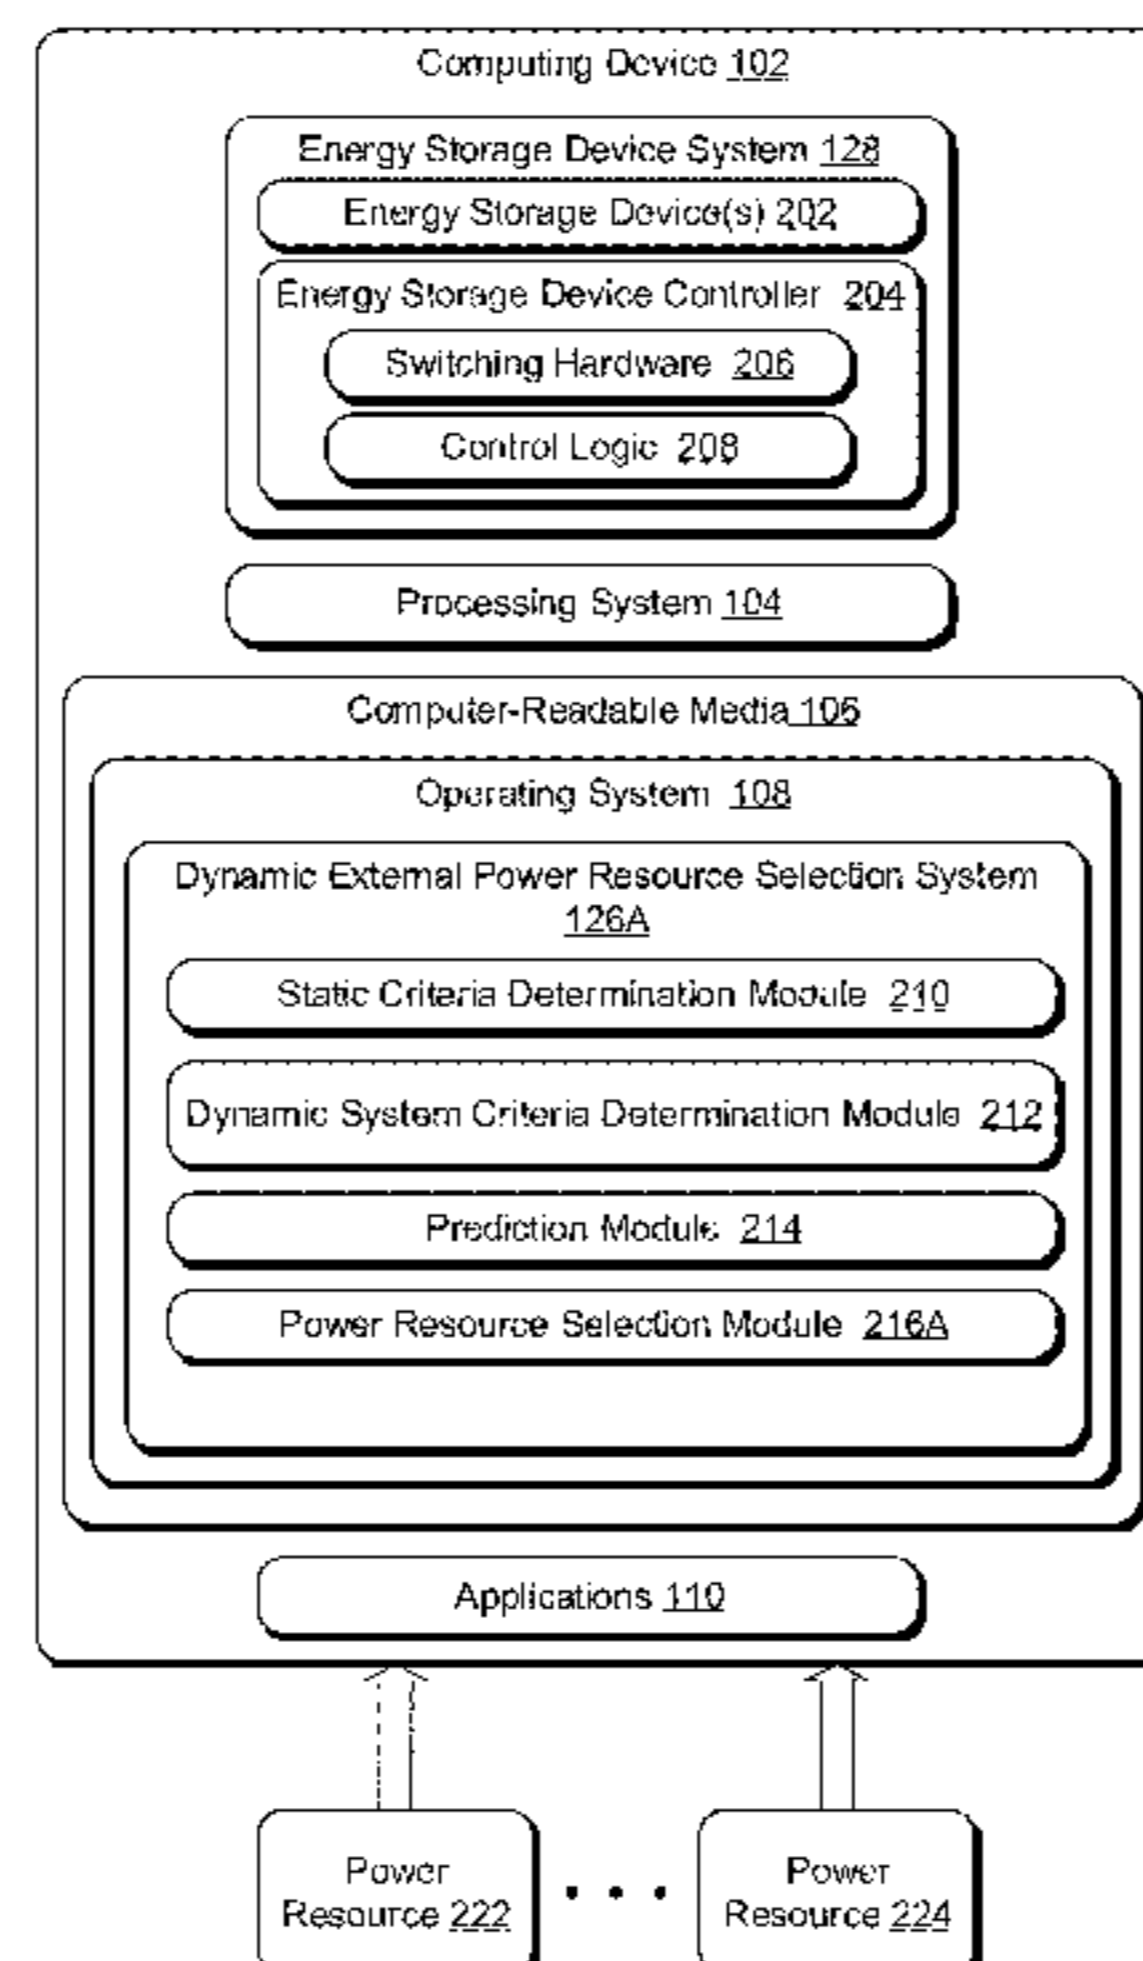 Computing Device 102
Energy Storage Device System 128
Energy Storage Device(s) 202
Energy Storage Device Controller 204
Switching Hardware 206
Control Logic 208
Processing System 104
Computer-Readable Media 106
Operating System 108
Dynamic External Power Resource Selection System
126A
Static Criteria Determination Module 210
Dynamic System Criteria Determination Module 212
Prediction Module 214
Power Resource Selection Module 216A
Applications 110
Power
Resource 222
Power
Resource 224